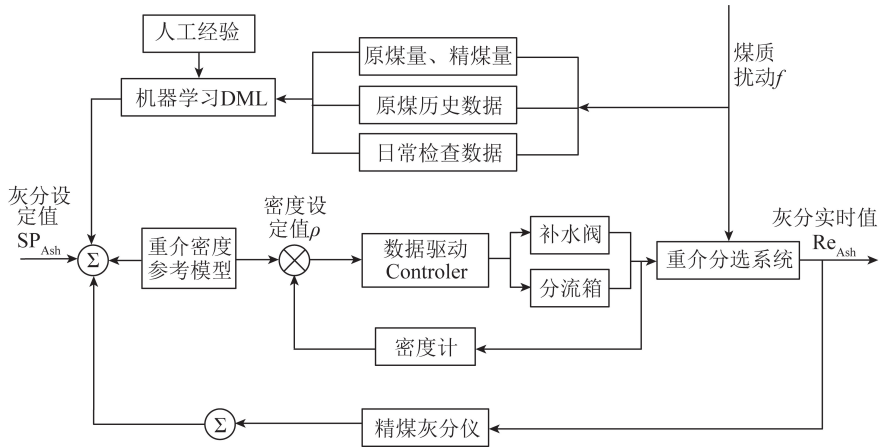 人工经验
机器学习DML
原煤量、精煤量
原煤历史数据
日常检查数据
煤质
扰动f
灰分设
定值
SP_Ash
Σ
重介密度
参考模型
密度设
定值ρ
数据驱动
Controler
补水阀
分流箱
重介分选系统
灰分实时值
Re_Ash
密度计
Σ
精煤灰分仪